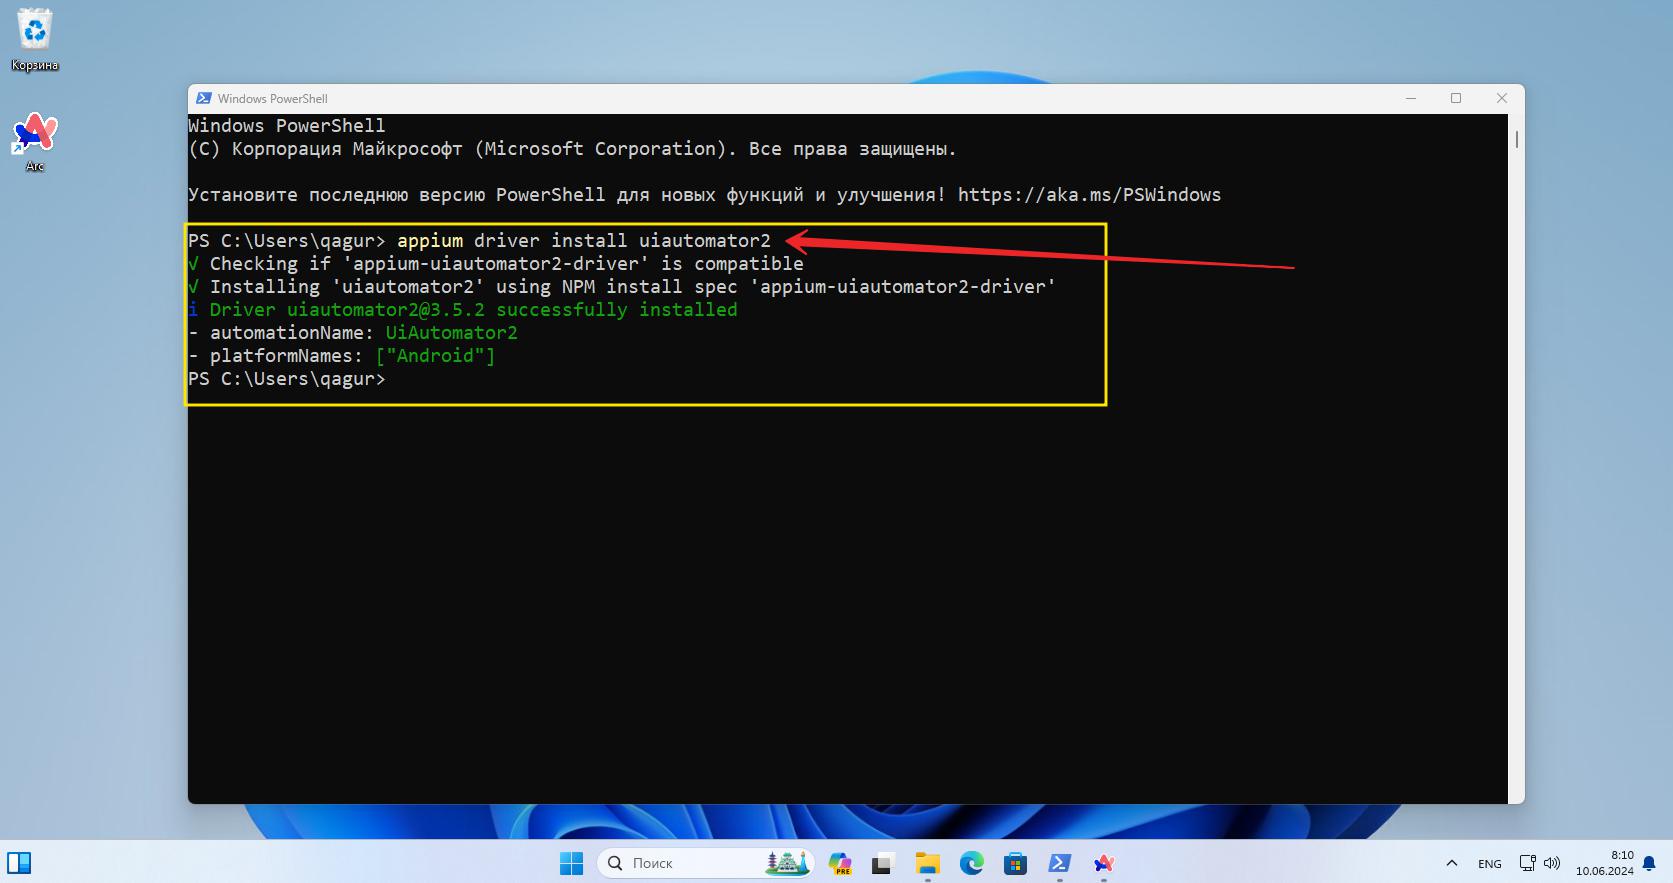 Корзина
Arc
Windows PowerShell
Windows PowerShell
(C) Корпорация Майкрософт (Microsoft Corporation). Все права защищены.
Установите последнюю версию PowerShell для новых функций и улучшения! https://aka.ms/PSWindows
PS C:\Users\qagur> appium driver install uiautomator2
√ Checking if 'appium-uiautomator2-driver' is compatible
√ Installing 'uiautomator2' using NPM install spec 'appium-uiautomator2-driver'
i Driver uiautomator2@3.5.2 successfully installed
- automationName: UiAutomator2
- platformNames: ["Android"]
PS C:\Users\qagur>
Поиск
PRE
ENG
8:10
10.06.2024